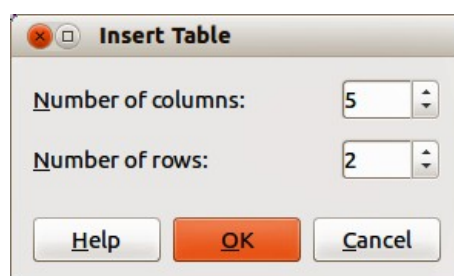 Insert Table
Number of columns: 5
Number of rows: 2
Help OK Cancel